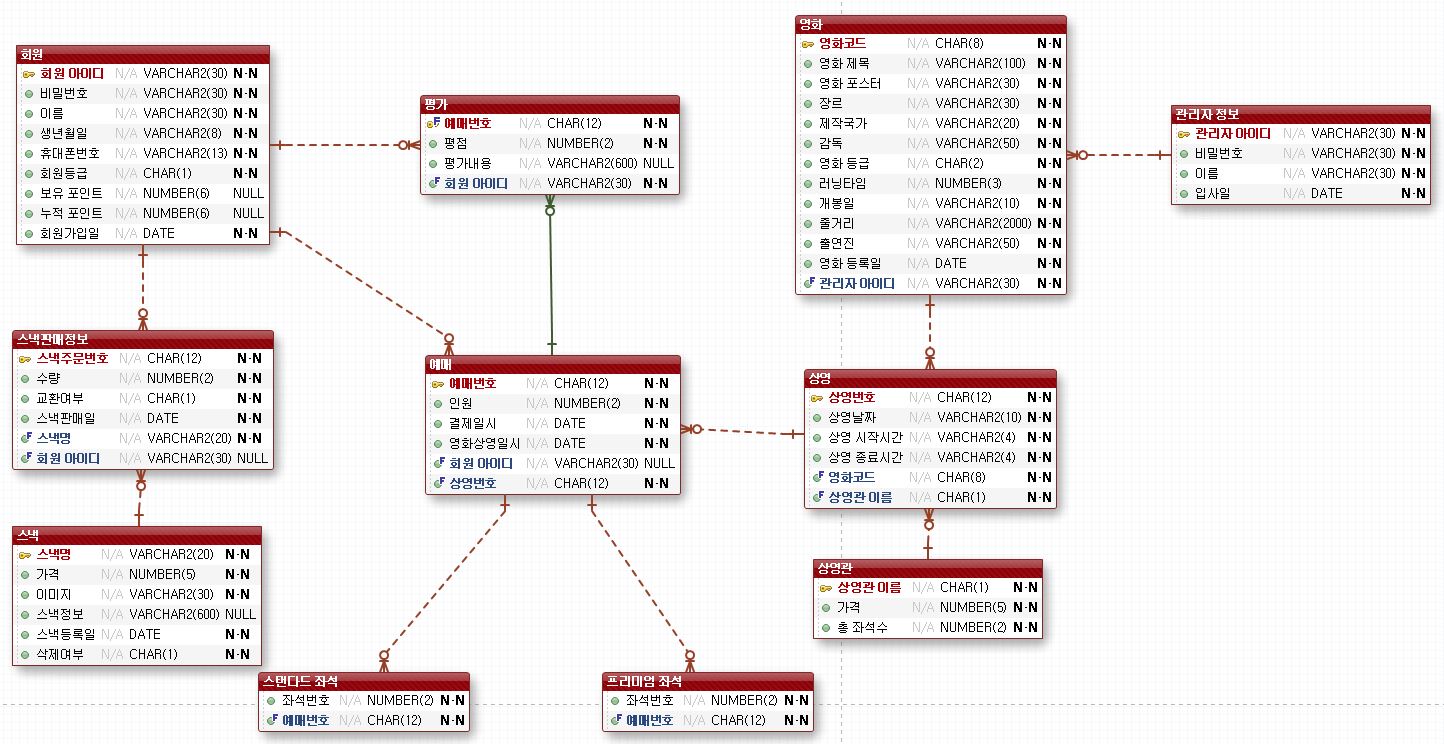 회원
회원 아이디 N/A VARCHAR2(30) N-N
비밀번호 N/A VARCHAR2(30) N-N
이름 N/A VARCHAR2(30) N-N
생년월일 N/A VARCHAR2(8) N-N
휴대폰번호 N/A VARCHAR2(13) N-N
회원등급 N/A CHAR(1) N-N
보유 포인트 N/A NUMBER(6) NULL
누적 포인트 N/A NUMBER(6) NULL
회원가입일 N/A DATE N-N
평가
예매번호 N/A CHAR(12) N-N
평점 N/A NUMBER(2) N-N
평가내용 N/A VARCHAR2(600) NULL
회원 아이디 N/A VARCHAR2(30) N-N
영화
영화코드 N/A CHAR(8) N-N
영화 제목 N/A VARCHAR2(100) N-N
영화 포스터 N/A VARCHAR2(30) N-N
장르 N/A VARCHAR2(30) N-N
제작국가 N/A VARCHAR2(20) N-N
감독 N/A VARCHAR2(50) N-N
영화 등급 N/A CHAR(2) N-N
러닝타임 N/A NUMBER(3) N-N
개봉일 N/A VARCHAR2(10) N-N
줄거리 N/A VARCHAR2(2000) N-N
출연진 N/A VARCHAR2(50) N-N
영화 등록일 N/A DATE N-N
관리자 아이디 N/A VARCHAR2(30) N-N
관리자 정보
관리자 아이디 N/A VARCHAR2(30) N-N
비밀번호 N/A VARCHAR2(30) N-N
이름 N/A VARCHAR2(30) N-N
입사일 N/A DATE N-N
스낵판매정보
스낵주문번호 N/A CHAR(12) N-N
수량 N/A NUMBER(2) N-N
교환여부 N/A CHAR(1) N-N
스낵판매일 N/A DATE N-N
스낵명 N/A VARCHAR2(20) N-N
회원 아이디 N/A VARCHAR2(30) NULL
예매
예매번호 N/A CHAR(12) N-N
인원 N/A NUMBER(2) N-N
결제일시 N/A DATE N-N
영화상영일시 N/A DATE N-N
회원 아이디 N/A VARCHAR2(30) NULL
상영번호 N/A CHAR(12) N-N
상영
상영번호 N/A CHAR(12) N-N
상영날짜 N/A VARCHAR2(10) N-N
상영 시작시간 N/A VARCHAR2(4) N-N
상영 종료시간 N/A VARCHAR2(4) N-N
영화코드 N/A CHAR(8) N-N
상영관 이름 N/A CHAR(1) N-N
스낵
스낵명 N/A VARCHAR2(20) N-N
가격 N/A NUMBER(5) N-N
이미지 N/A VARCHAR2(30) N-N
스낵정보 N/A VARCHAR2(600) NULL
스낵등록일 N/A DATE N-N
삭제여부 N/A CHAR(1) N-N
상영관
상영관 이름 N/A CHAR(1) N-N
가격 N/A NUMBER(5) N-N
총 좌석수 N/A NUMBER(2) N-N
스탠다드 좌석
좌석번호 N/A NUMBER(2) N-N
예매번호 N/A CHAR(12) N-N
프리미엄 좌석
좌석번호 N/A NUMBER(2) N-N
예매번호 N/A CHAR(12) N-N